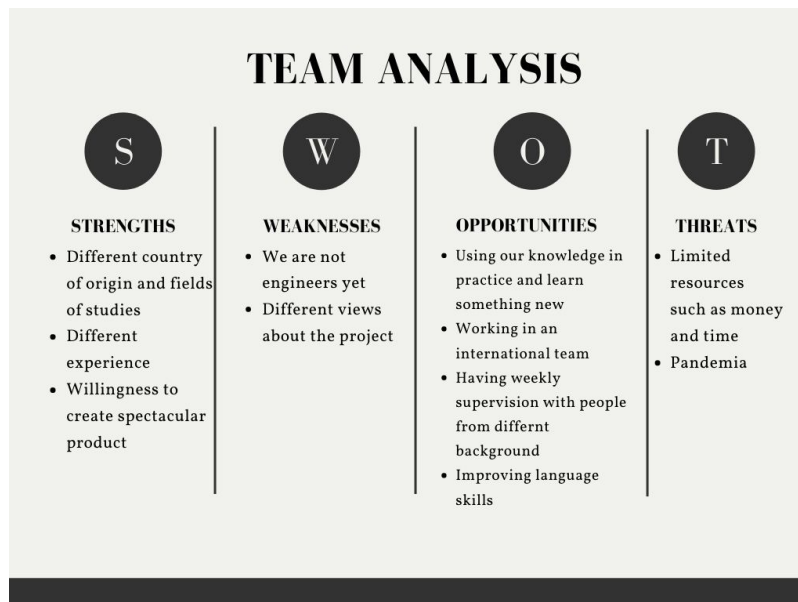 TEAM ANALYSIS
S
STRENGTHS
Different country
of origin and fields
of studies
Different
experience
Willingness to
create spectacular
product
W
WEAKNESSES
We are not
engineers yet
Different views
about the project
O
OPPORTUNITIES
Using our knowledge in
practice and learn
something new
Working in an
international team
Having weekly
supervision with people
from differnt
background
Improving language
skills
T
THREATS
Limited
resources
such as money
and time
Pandemia